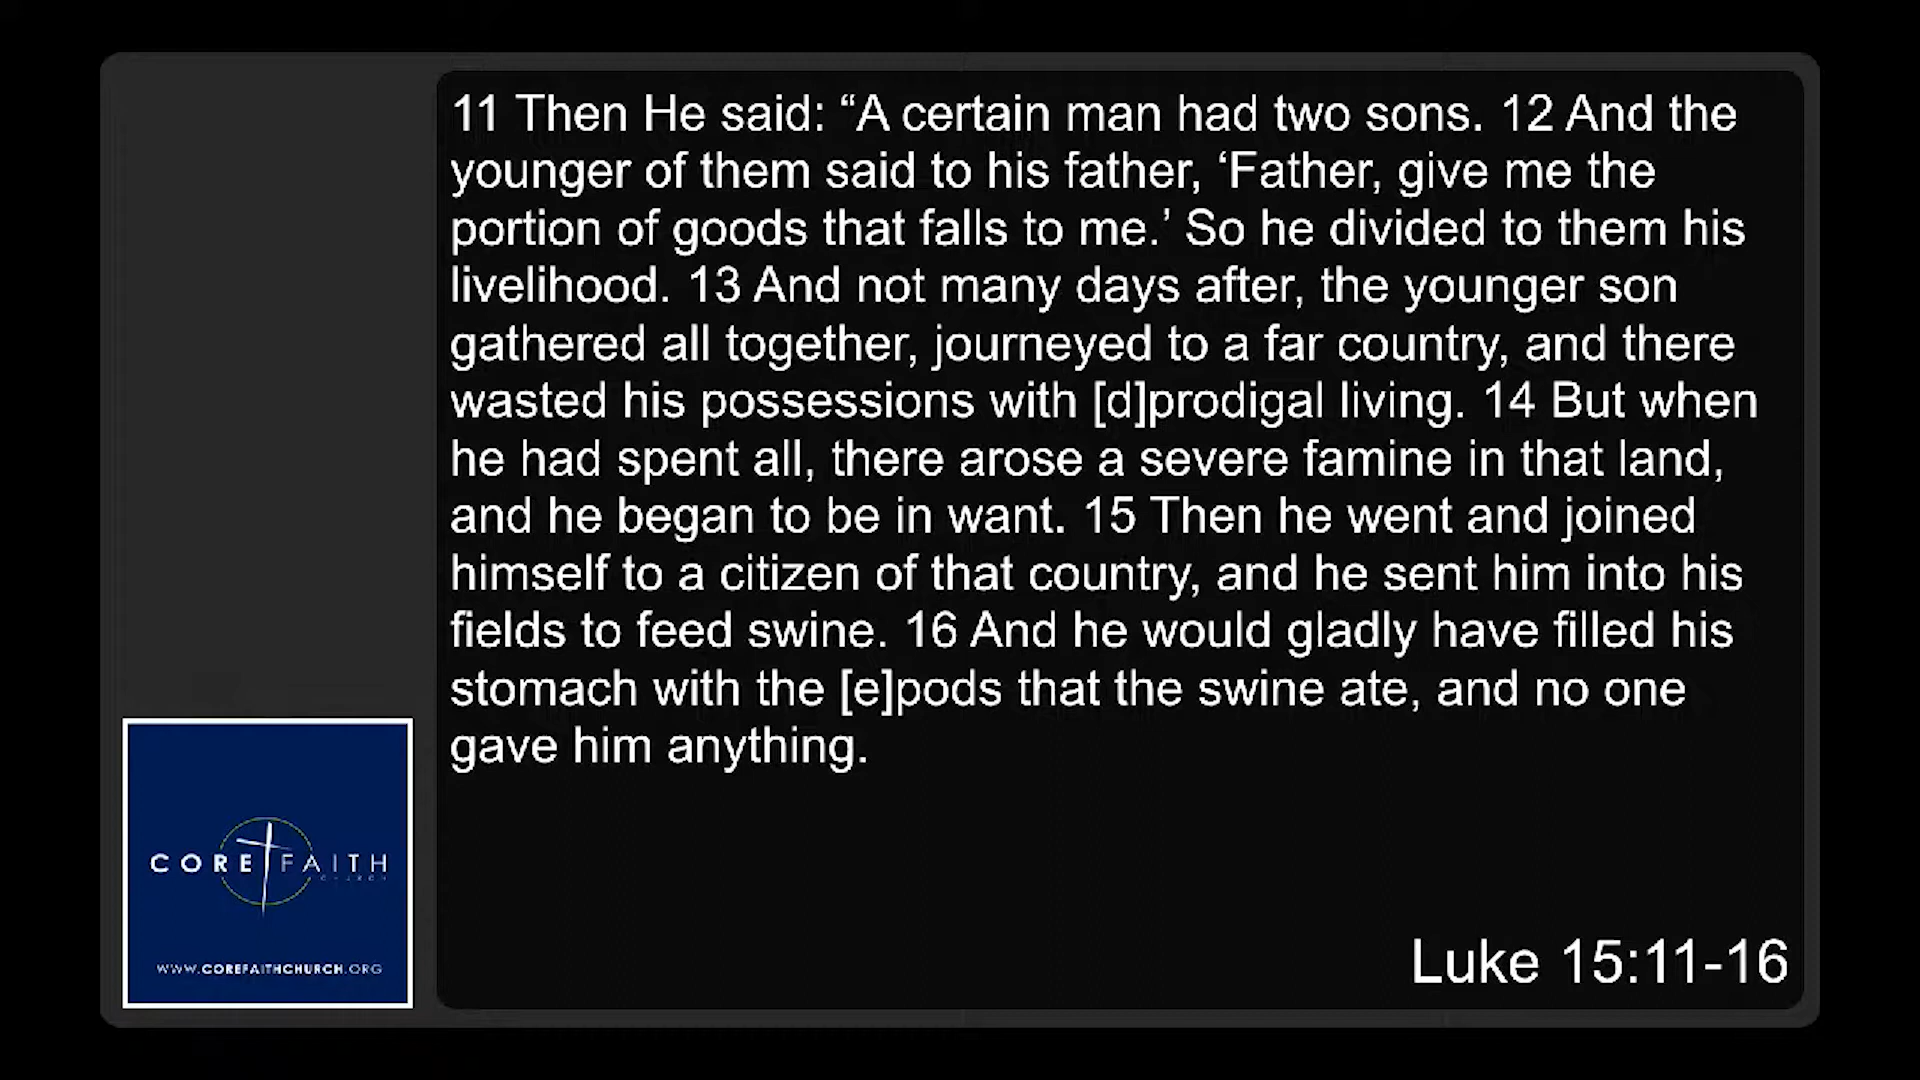 11 Then He said: “A certain man had two sons. 12 And the
younger of them said to his father, ‘Father, give me the
portion of goods that falls to me.’ So he divided to them his
livelihood. 13 And not many days after, the younger son
gathered all together, journeyed to a far country, and there
wasted his possessions with [d]prodigal living. 14 But when
he had spent all, there arose a severe famine in that land,
and he began to be in want. 15 Then he went and joined
himself to a citizen of that country, and he sent him into his
fields to feed swine. 16 And he would gladly have filled his
stomach with the [e]pods that the swine ate, and no one
gave him anything.
Luke 15:11-16
CORE FAITH
CHURCH
WWW.COREFAITHCHURCH.ORG